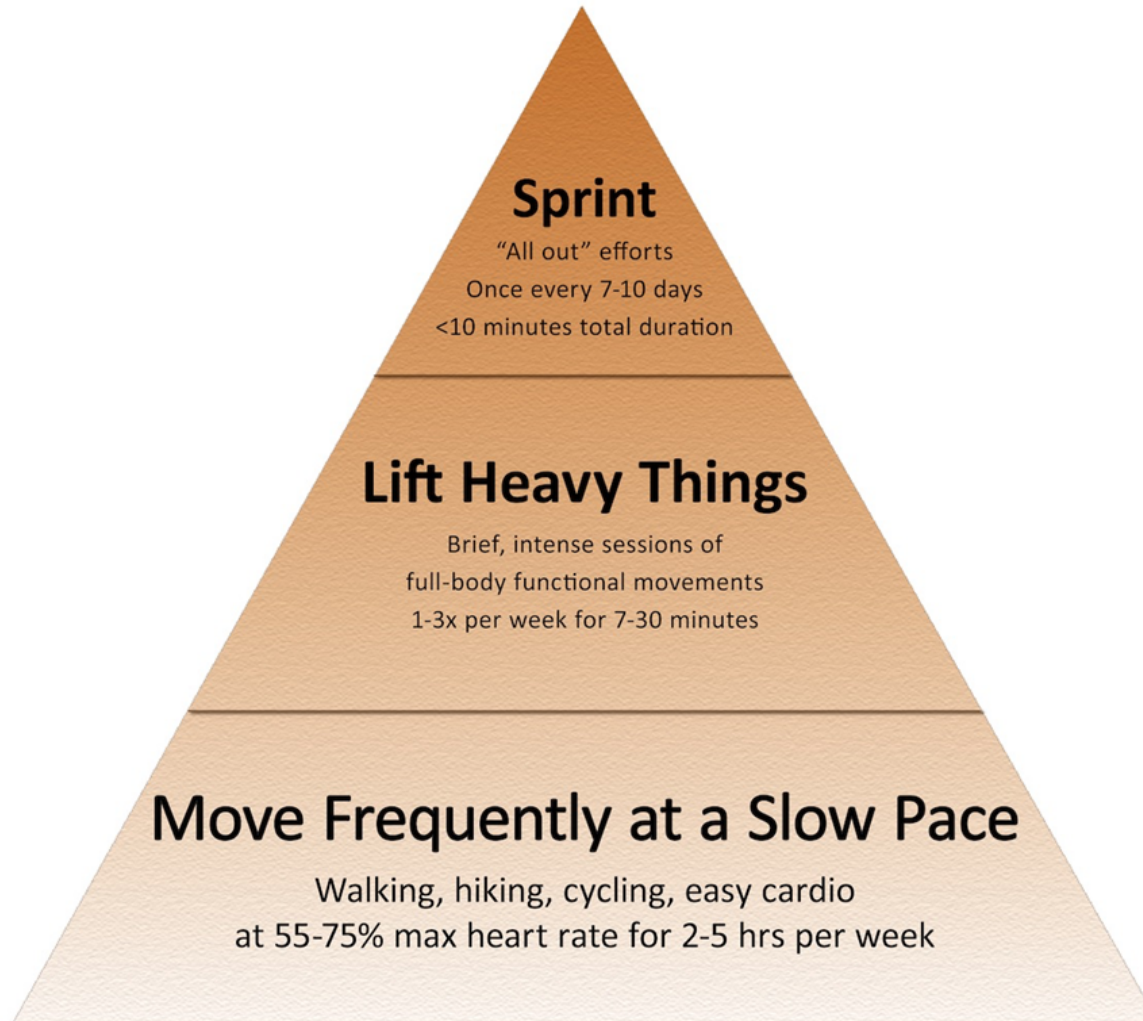 Sprint
“All out” efforts
Once every 7-10 days
<10 minutes total duration
Lift Heavy Things
Brief, intense sessions of
full-body functional movements
1-3x per week for 7-30 minutes
Move Frequently at a Slow Pace
Walking, hiking, cycling, easy cardio
at 55-75% max heart rate for 2-5 hrs per week